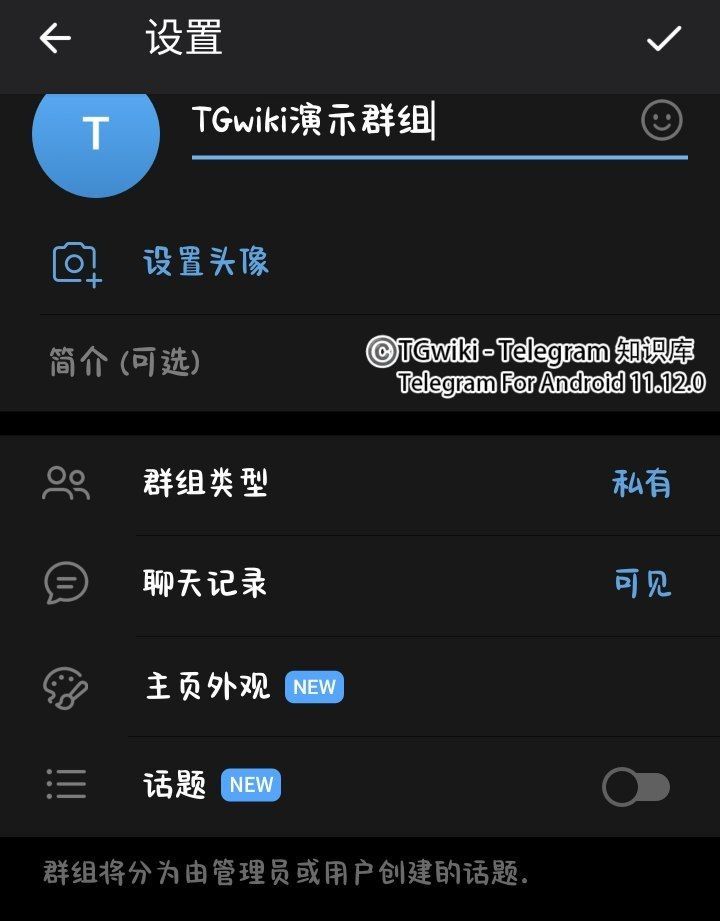 设置
T
TGwiki演示群组
设置头像
简介 (可选)
©TGwiki - Telegram 知识库
Telegram For Android 11.12.0
群组类型 私有
聊天记录 可见
主页外观 NEW
话题 NEW
群组将分为由管理员或用户创建的话题.